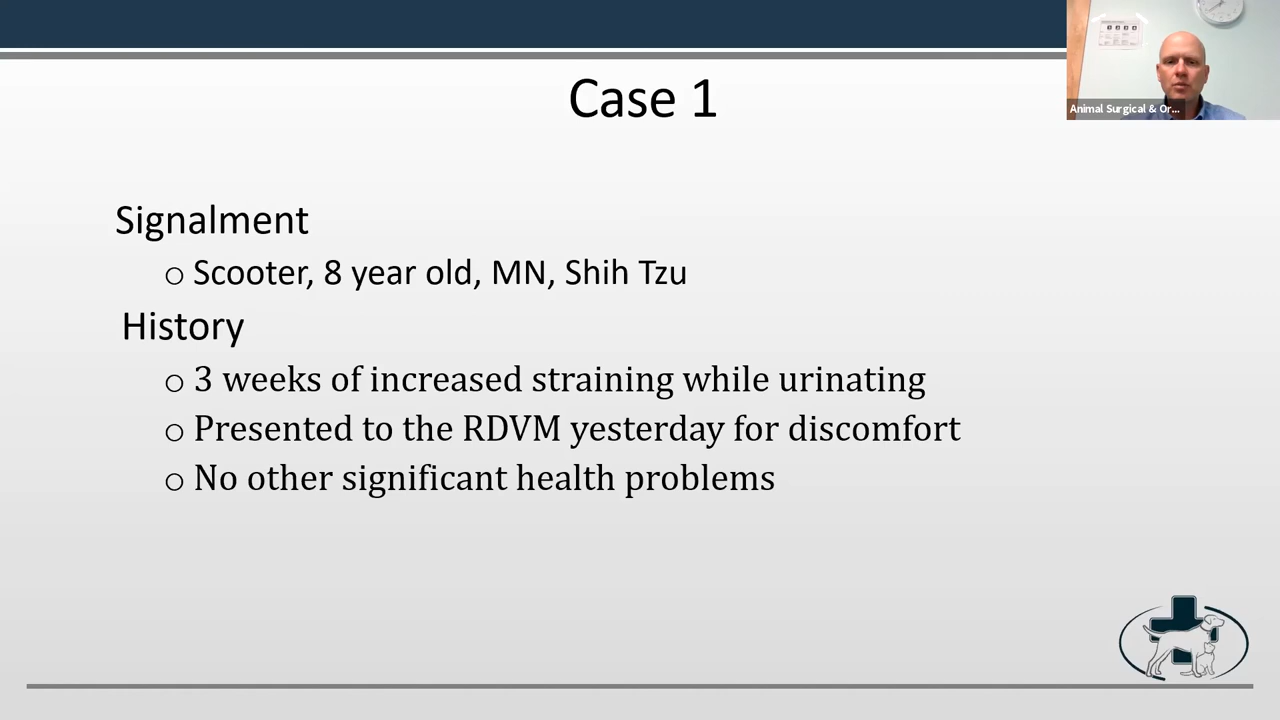 Case 1
Animal Surgical & Or...
Signalment
o Scooter, 8 year old, MN, Shih Tzu
History
o 3 weeks of increased straining while urinating
o Presented to the RDVM yesterday for discomfort
o No other significant health problems